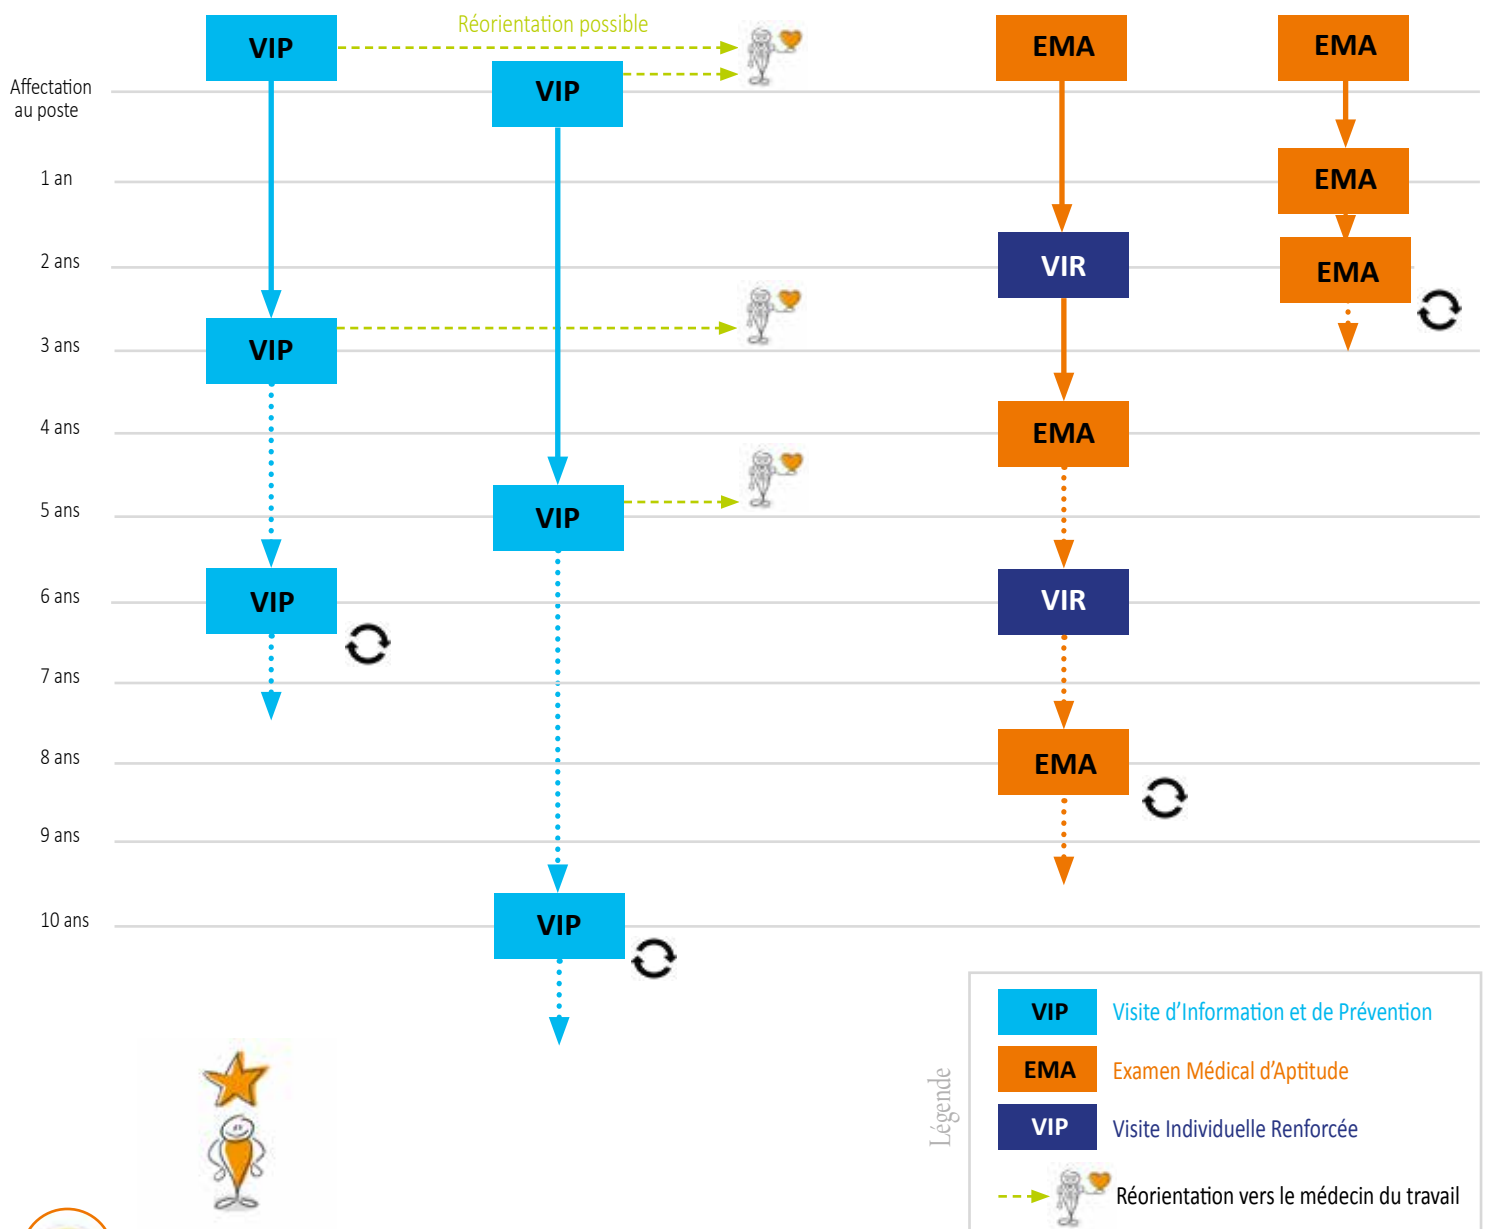 Réorientation possible
VIP
EMA
EMA
VIP
Affectation
au poste
1 an
EMA
2 ans
VIR
EMA
3 ans
VIP
4 ans
EMA
5 ans
VIP
6 ans
VIP
VIR
7 ans
8 ans
EMA
9 ans
10 ans
VIP
Légende
VIP Visite d’Information et de Prévention
EMA Examen Médical d’Aptitude
VIP Visite Individuelle Renforcée
Réorientation vers le médecin du travail